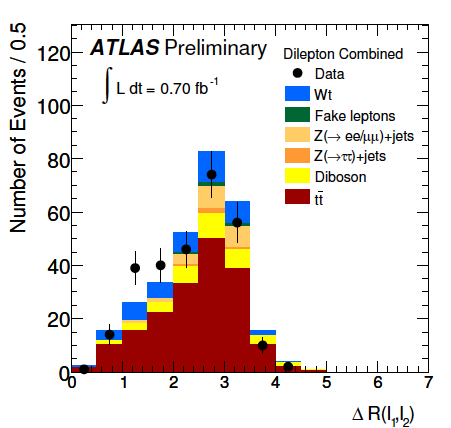 ATLAS Preliminary
∫ L dt = 0.70 fb⁻¹
Dilepton Combined
Data
Wt
Fake leptons
Z(→ ee/μμ)+jets
Z(→ττ)+jets
Diboson
tt̄
Number of Events / 0.5
120
100
80
60
40
20
0
0 1 2 3 4 5 6 7
Δ R(l₁,l₂)